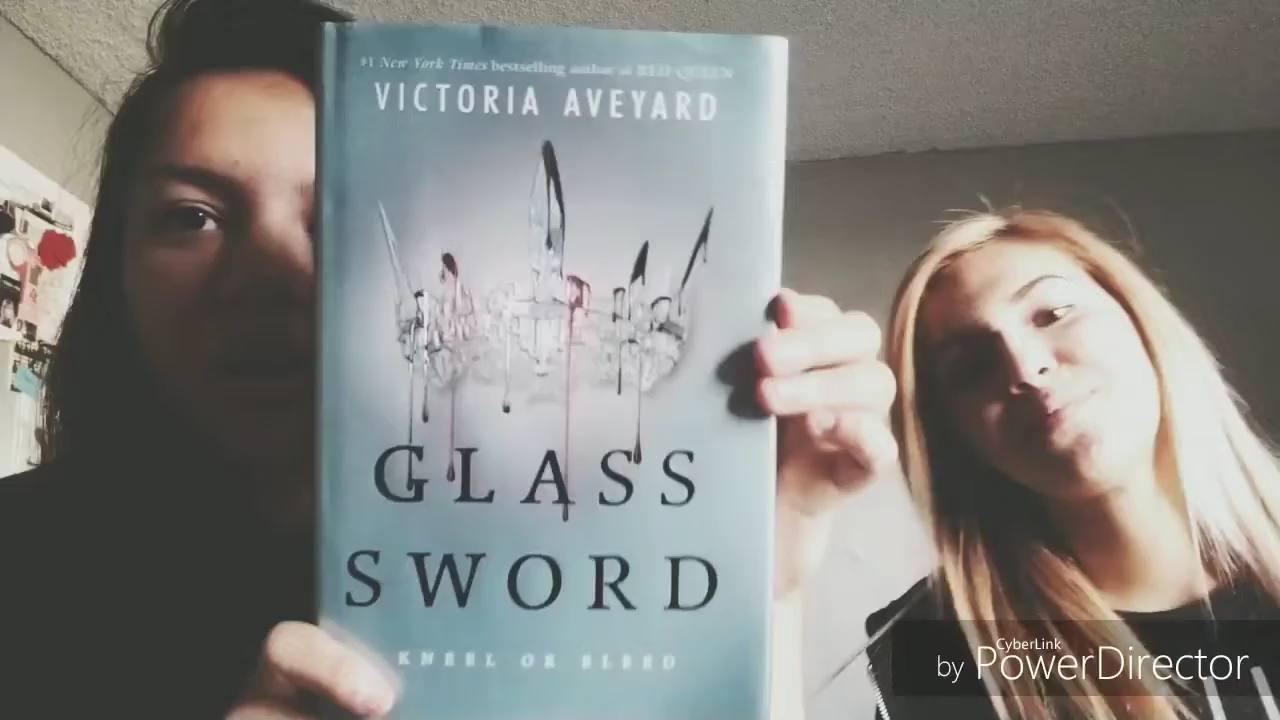 #1 New York Times bestselling author of RED QUEEN
VICTORIA AVEYARD
GLASS
SWORD
KNEEL OR BLEED
CyberLink
by PowerDirector